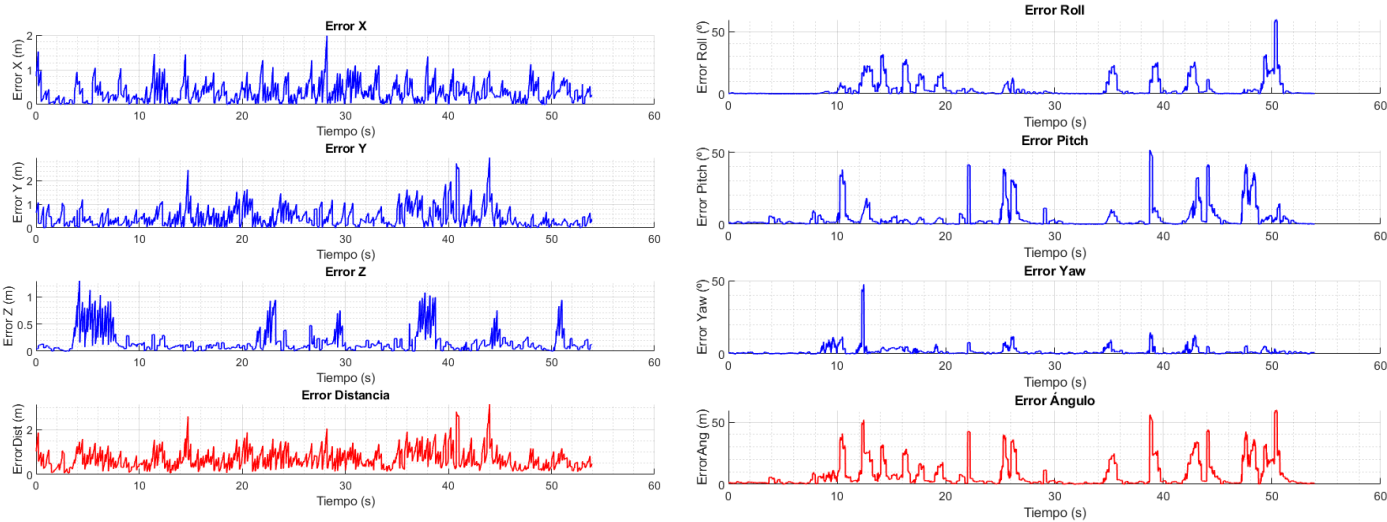 Error X
Error X (m)
2
1
0
0 10 20 30 40 50 60
Tiempo (s)
Error Y
Error Y (m)
2
1
0
0 10 20 30 40 50 60
Tiempo (s)
Error Z
Error Z (m)
1
0.5
0
0 10 20 30 40 50 60
Tiempo (s)
Error Distancia
ErrorDist (m)
2
0
0 10 20 30 40 50 60
Tiempo (s)
Error Roll
Error Roll (º)
50
0
0 10 20 30 40 50 60
Tiempo (s)
Error Pitch
Error Pitch (º)
50
0
0 10 20 30 40 50 60
Tiempo (s)
Error Yaw
Error Yaw (º)
50
0
0 10 20 30 40 50 60
Tiempo (s)
Error Ángulo
ErrorAng (m)
50
0
0 10 20 30 40 50 60
Tiempo (s)